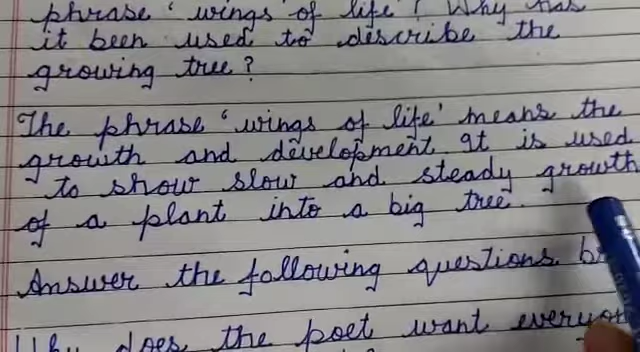 phrase 'wings of life'? Why has
it been used to describe the
growing tree?
The phrase 'wings of life' means the
growth and development. It is used
to show slow and steady growth
of a plant into a big tree.
Answer the following questions
Why does the poet want everyon